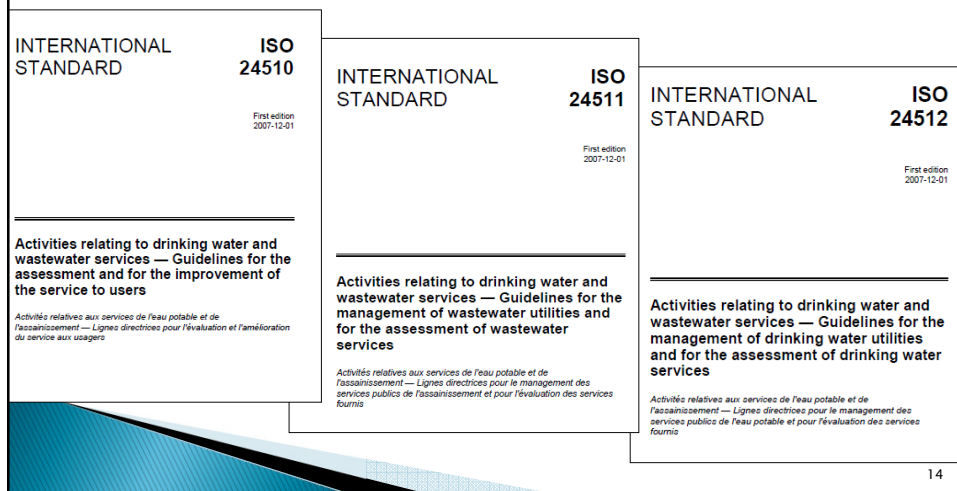 INTERNATIONAL
STANDARD
ISO
24510
First edition
2007-12-01
Activities relating to drinking water and
wastewater services — Guidelines for the
assessment and for the improvement of
the service to users
Activités relatives aux services de l'eau potable et de
l'assainissement — Lignes directrices pour l'évaluation et l'amélioration
du service aux usagers
INTERNATIONAL
STANDARD
ISO
24511
First edition
2007-12-01
Activities relating to drinking water and
wastewater services — Guidelines for the
management of wastewater utilities and
for the assessment of wastewater
services
Activités relatives aux services de l'eau potable et de
l'assainissement — Lignes directrices pour le management des
services publics de l'assainissement et pour l'évaluation des services
fournis
INTERNATIONAL
STANDARD
ISO
24512
First edition
2007-12-01
Activities relating to drinking water and
wastewater services — Guidelines for the
management of drinking water utilities
and for the assessment of drinking water
services
Activités relatives aux services de l'eau potable et de
l'assainissement — Lignes directrices pour le management des
services publics de l'eau potable et pour l'évaluation des services
fournis
14